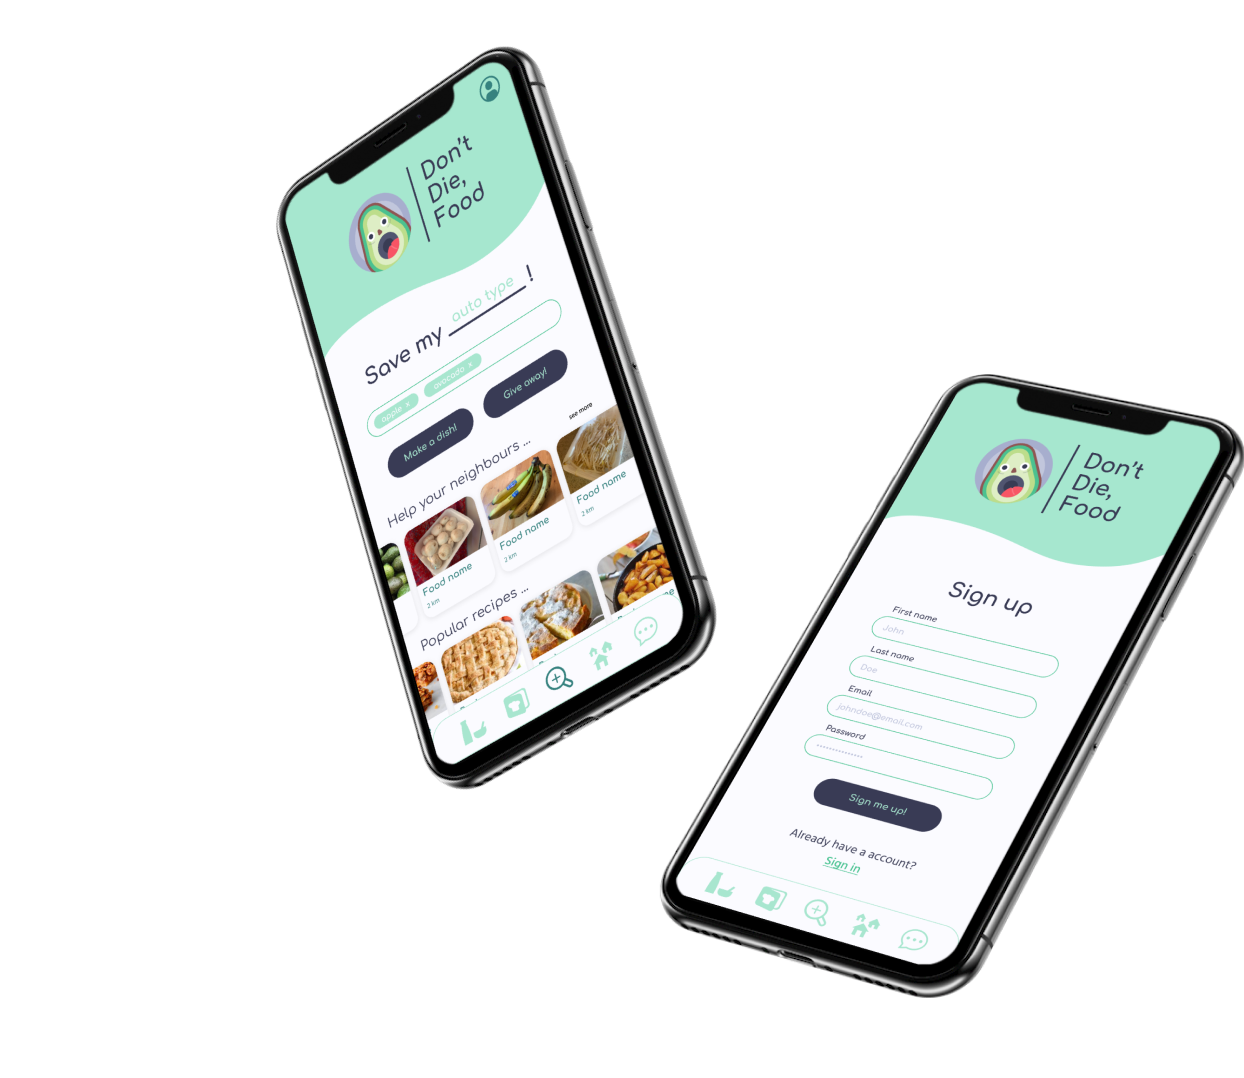 Don't
Die,
Food
Save my auto type !
apple × avocado ×
Make a dish! Give away!
Help your neighbours ... see more
Food name
2 km
Food name
2 km
Food name
2 km
Popular recipes ...
Don't
Die,
Food
Sign up
First name
John
Last name
Doe
Email
johndoe@email.com
Password
Sign me up!
Already have a account?
Sign in